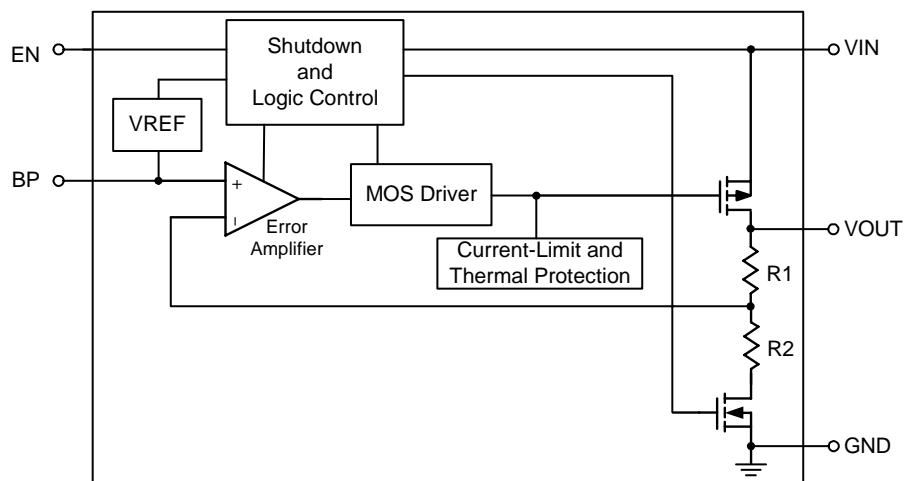 EN
Shutdown
and
Logic Control
VIN
VREF
BP
+
−
Error
Amplifier
MOS Driver
Current-Limit and
Thermal Protection
VOUT
R1
R2
GND